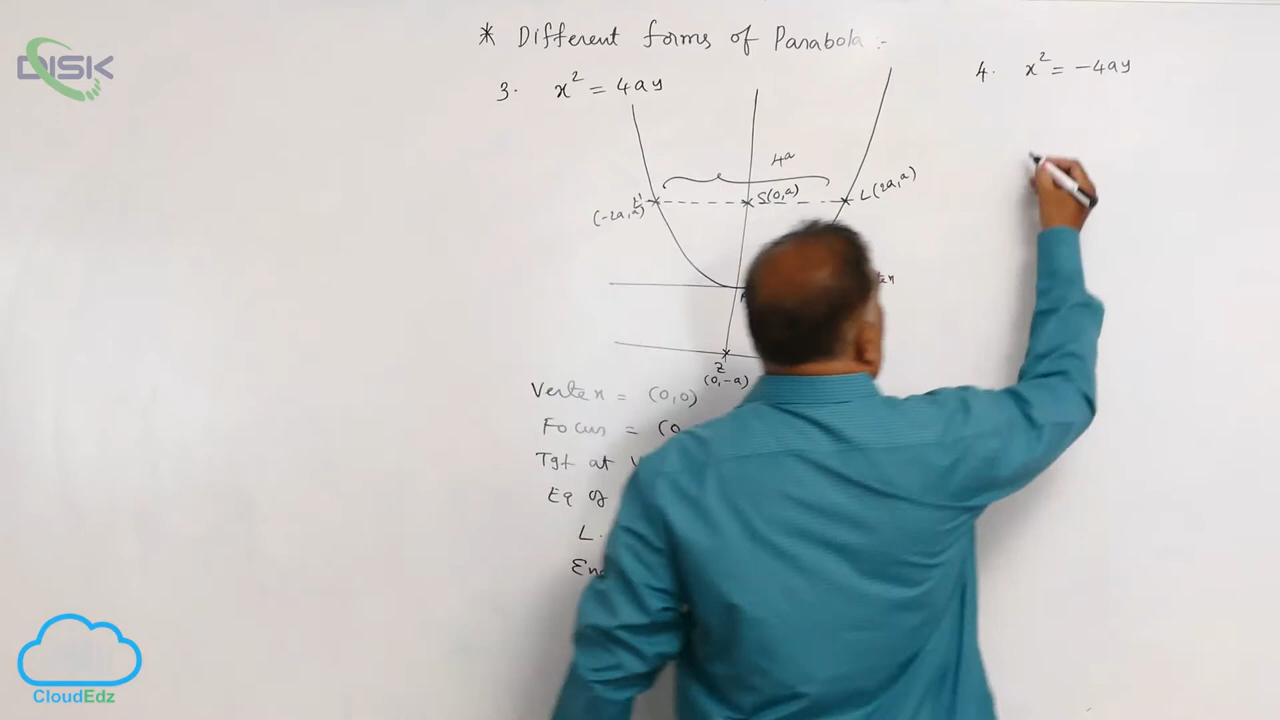 DISK
* Different forms of Parabola :-
3. x² = 4ay
4. x² = -4ay
4a
L'
(-2a, a)
S(0,a)
L(2a,a)
Z
(0,-a)
Vertex = (0,0)
Focus = (0
Tgt at
Eq of
L.
CloudEdz